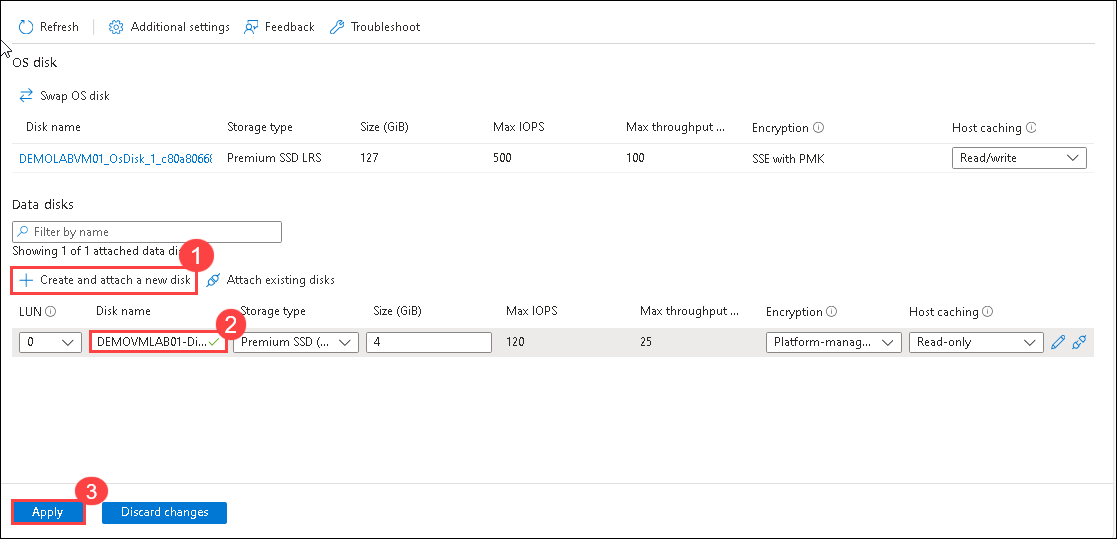 Refresh Additional settings Feedback Troubleshoot
OS disk
Swap OS disk
Disk name Storage type Size (GiB) Max IOPS Max throughput ... Encryption Host caching
DEMOLABVM01_OsDisk_1_c80a80668 Premium SSD LRS 127 500 100 SSE with PMK Read/write
Data disks
Filter by name
Showing 1 of 1 attached data di
1
Create and attach a new disk Attach existing disks
LUN Disk name Storage type Size (GiB) Max IOPS Max throughput ... Encryption Host caching
2
0 DEMOVMLAB01-Di... Premium SSD (... 4 120 25 Platform-manag... Read-only
3
Apply Discard changes